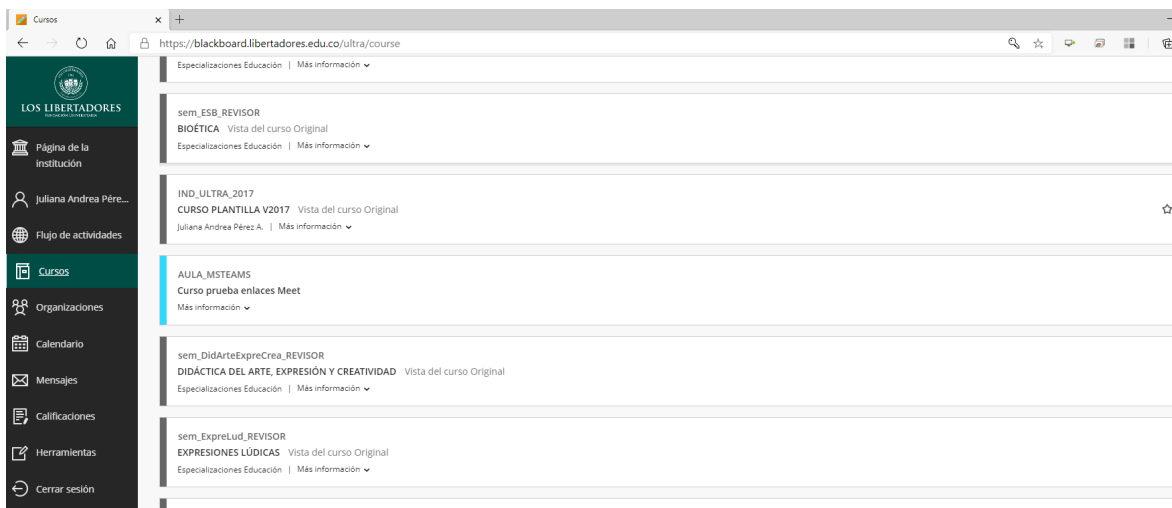 Cursos
https://blackboard.libertadores.edu.co/ultra/course
LOS LIBERTADORES
FUNDACIÓN UNIVERSITARIA
Página de la
institución
Juliana Andrea Pére...
Flujo de actividades
Cursos
Organizaciones
Calendario
Mensajes
Calificaciones
Herramientas
Cerrar sesión
Especializaciones Educación | Más información
sem_ESB_REVISOR
BIOÉTICA Vista del curso Original
Especializaciones Educación | Más información
IND_ULTRA_2017
CURSO PLANTILLA V2017 Vista del curso Original
Juliana Andrea Pérez A. | Más información
AULA_MSTEAMS
Curso prueba enlaces Meet
Más información
sem_DidArteExpreCrea_REVISOR
DIDÁCTICA DEL ARTE, EXPRESIÓN Y CREATIVIDAD Vista del curso Original
Especializaciones Educación | Más información
sem_ExpreLud_REVISOR
EXPRESIONES LÚDICAS Vista del curso Original
Especializaciones Educación | Más información